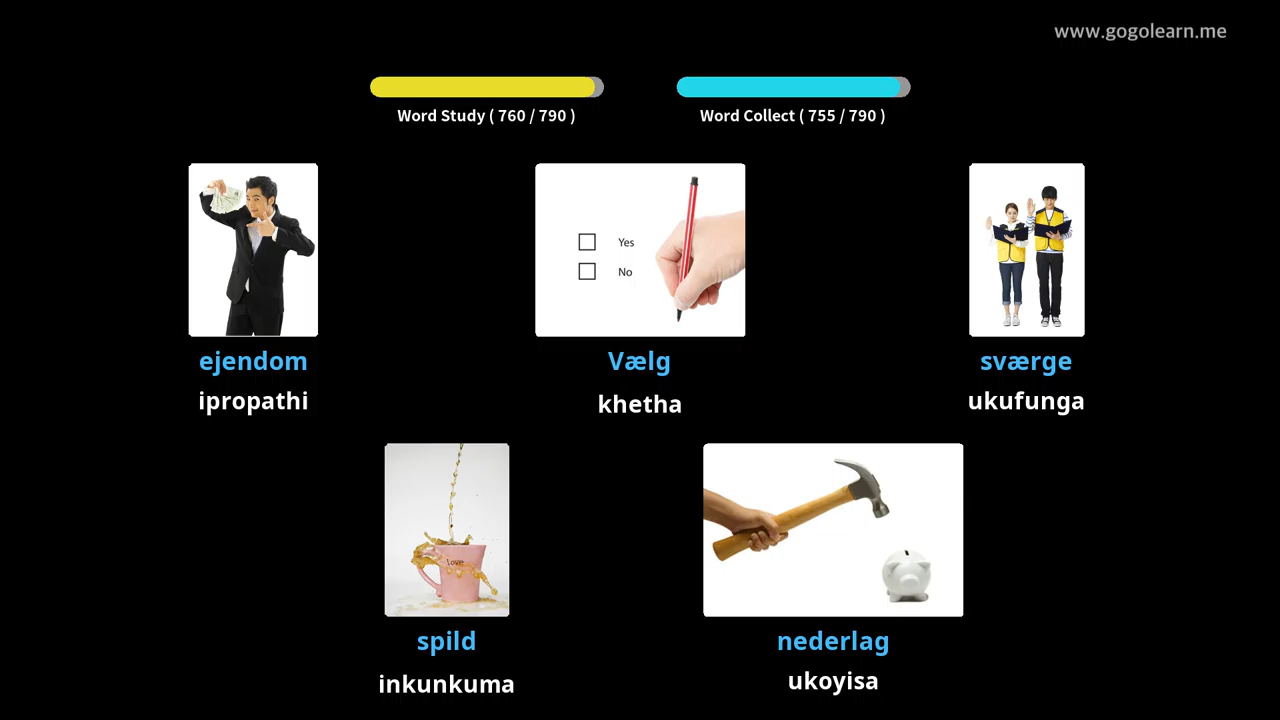 www.gogolearn.me
Word Study ( 760 / 790 )
Word Collect ( 755 / 790 )
Yes
No
ejendom
Vælg
sværge
ipropathi
khetha
ukufunga
love
spild
nederlag
inkunkuma
ukoyisa